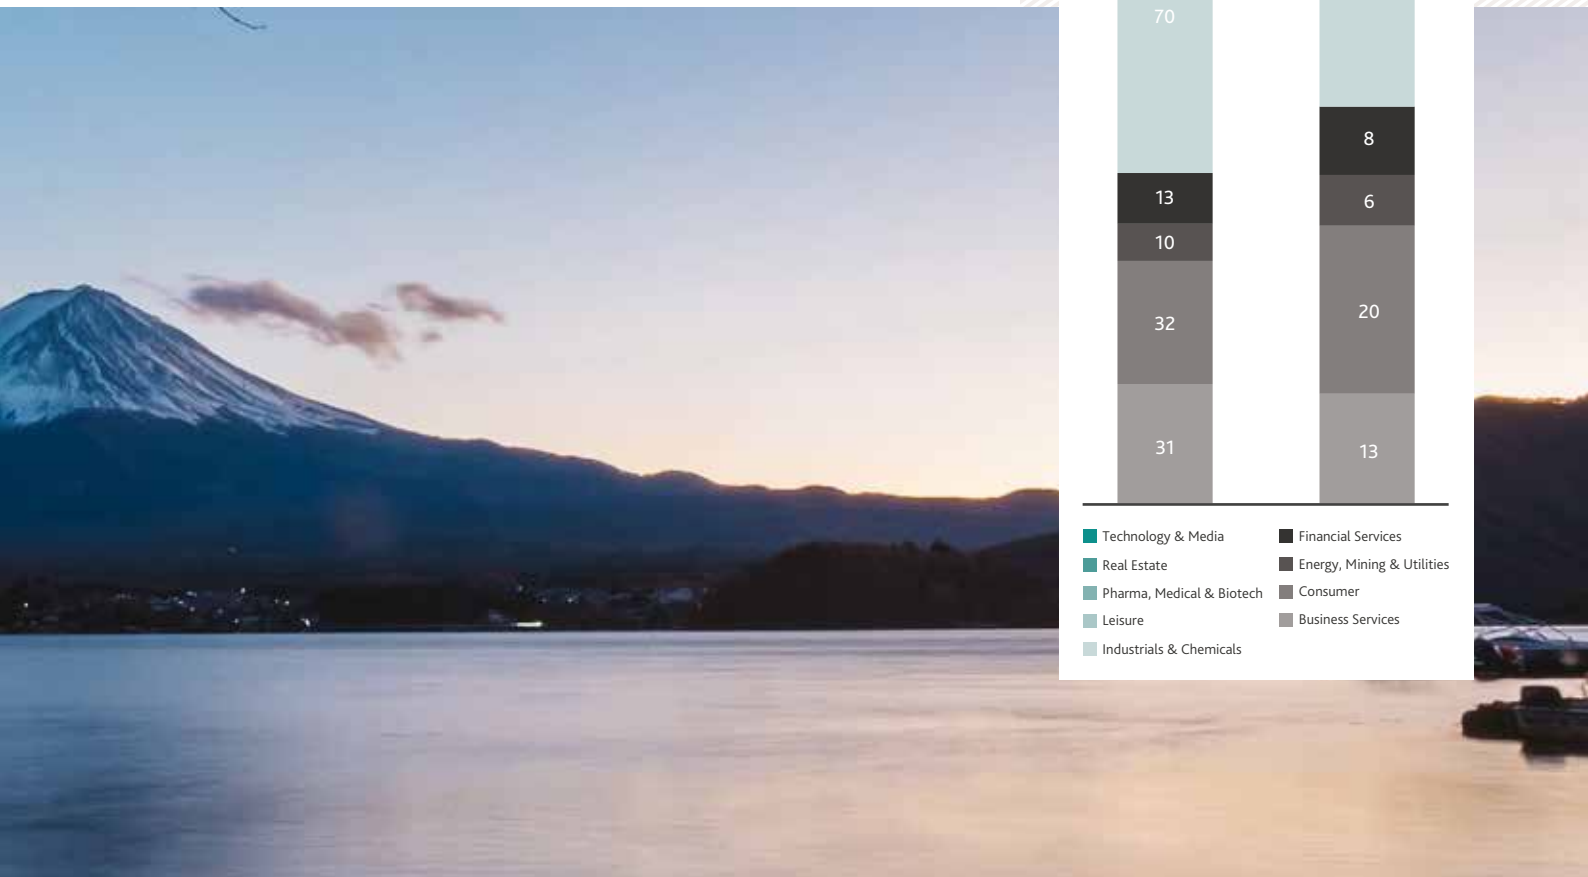 70
8
13
6
10
32
20
31
13
Technology & Media
Real Estate
Pharma, Medical & Biotech
Leisure
Industrials & Chemicals
Financial Services
Energy, Mining & Utilities
Consumer
Business Services